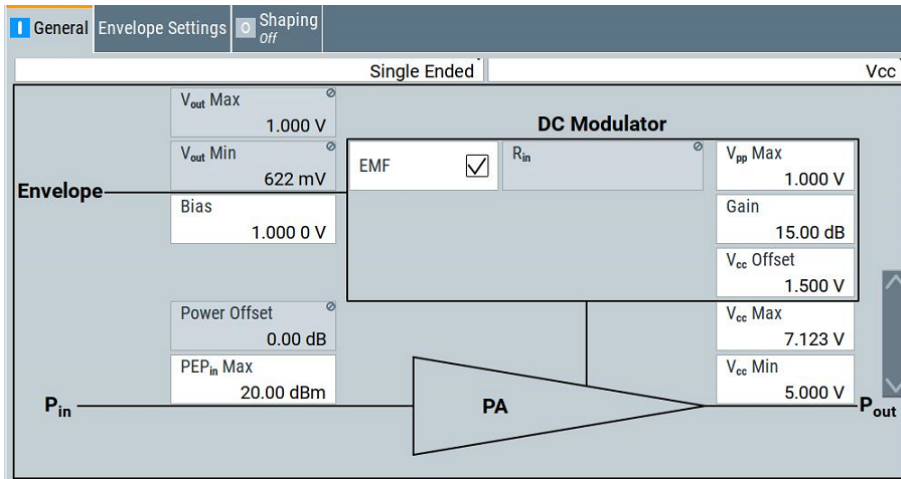 General
Envelope Settings
Shaping
Off
Single Ended
Vcc
Vout Max
1.000 V
DC Modulator
Vout Min
622 mV
EMF
Rin
Vpp Max
1.000 V
Envelope
Bias
1.000 0 V
Gain
15.00 dB
Vcc Offset
1.500 V
Power Offset
0.00 dB
Vcc Max
7.123 V
PEPin Max
20.00 dBm
Vcc Min
5.000 V
Pin
PA
Pout